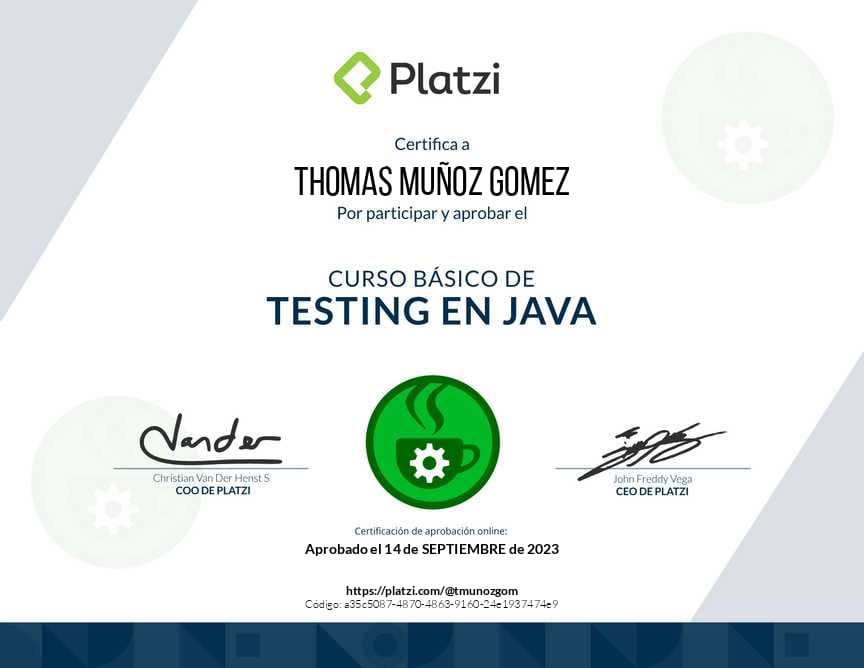 Platzi
Certifica a
THOMAS MUÑOZ GOMEZ
Por participar y aprobar el
CURSO BÁSICO DE
TESTING EN JAVA
Vander
Christian Van Der Henst S
COO DE PLATZI
John Freddy Vega
CEO DE PLATZI
Certificación de aprobación online:
Aprobado el 14 de SEPTIEMBRE de 2023
https://platzi.com/@tmunozgom
Código: a35c5087-4870-4863-9160-24e1937474e9